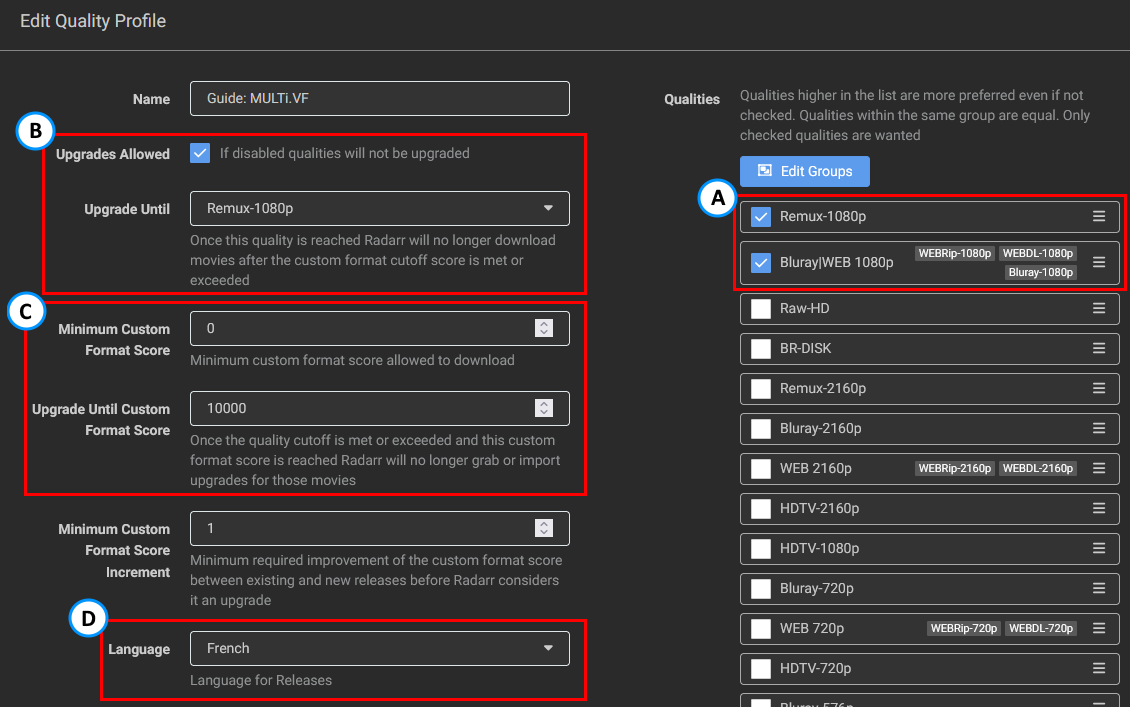 Edit Quality Profile
Name
Guide: MULTi.VF
B
Upgrades Allowed
If disabled qualities will not be upgraded
Upgrade Until
Remux-1080p
Once this quality is reached Radarr will no longer download
movies after the custom format cutoff score is met or
exceeded
C
Minimum Custom
Format Score
0
Minimum custom format score allowed to download
Upgrade Until Custom
Format Score
10000
Once the quality cutoff is met or exceeded and this custom
format score is reached Radarr will no longer grab or import
upgrades for those movies
Minimum Custom
Format Score
Increment
1
Minimum required improvement of the custom format score
between existing and new releases before Radarr considers
it an upgrade
D
Language
French
Language for Releases
Qualities
Qualities higher in the list are more preferred even if not
checked. Qualities within the same group are equal. Only
checked qualities are wanted
Edit Groups
A
Remux-1080p
Bluray|WEB 1080p
WEBRip-1080p WEBDL-1080p
Bluray-1080p
Raw-HD
BR-DISK
Remux-2160p
Bluray-2160p
WEB 2160p WEBRip-2160p WEBDL-2160p
HDTV-2160p
HDTV-1080p
Bluray-720p
WEB 720p WEBRip-720p WEBDL-720p
HDTV-720p